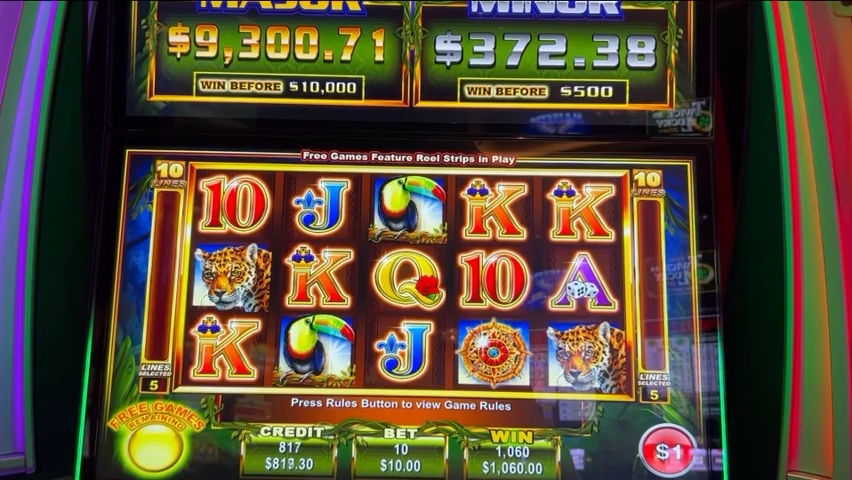 MAJOR MINOR
$9,300.71 $372.38
WIN BEFORE $10,000 WIN BEFORE $500
Free Games Feature Reel Strips in Play
10 LINES 10 LINES
10 J K K
K Q 10 A
K J
LINES SELECTED 5 LINES SELECTED 5
Press Rules Button to view Game Rules
FREE GAMES REMAINING
CREDIT BET WIN
817 10 1,060
$819.30 $10.00 $1,060.00
$1